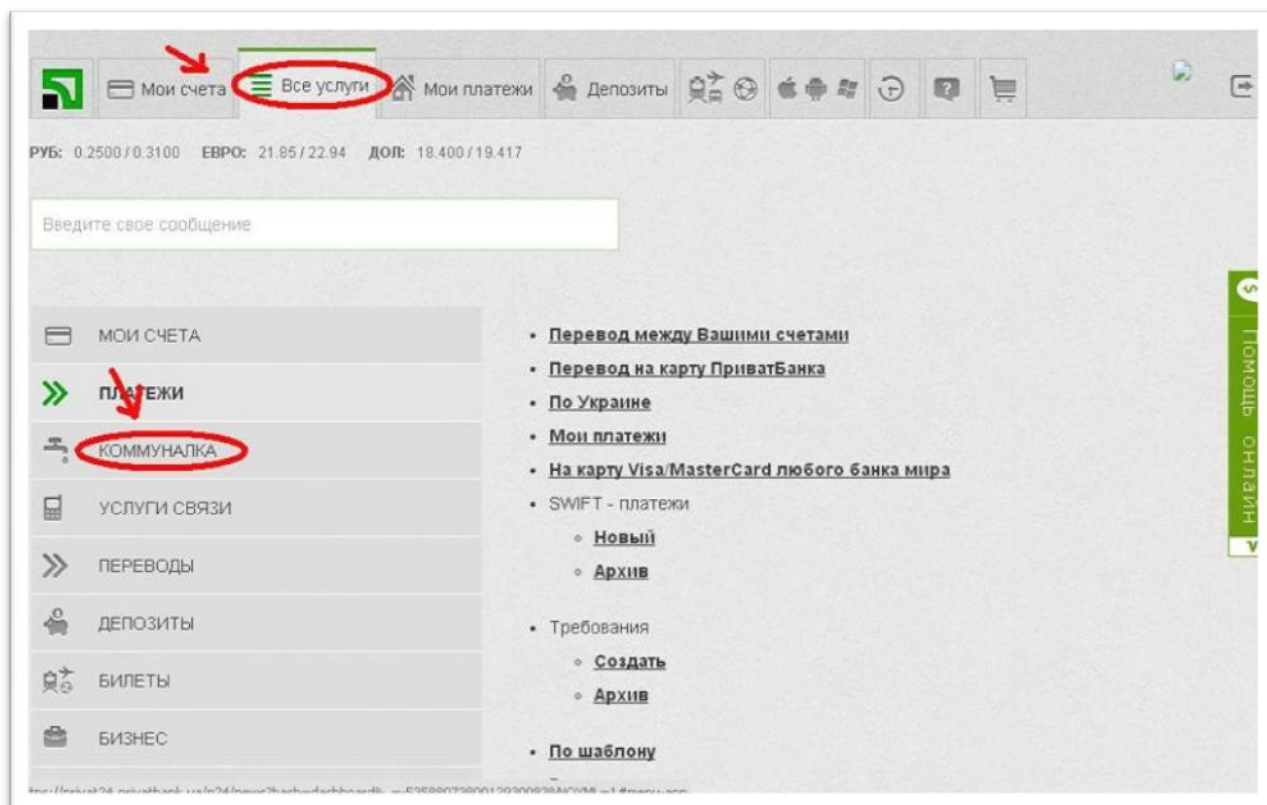 Мои счета Все услуги Мои платежи Депозиты
РУБ: 0.2500 / 0.3100 ЕВРО: 21.85 / 22.94 ДОЛ: 18.400 / 19.417
Введите свое сообщение
МОИ СЧЕТА
ПЛАТЕЖИ
КОММУНАЛКА
УСЛУГИ СВЯЗИ
ПЕРЕВОДЫ
ДЕПОЗИТЫ
БИЛЕТЫ
БИЗНЕС
Перевод между Вашими счетами
Перевод на карту ПриватБанка
По Украине
Мои платежи
На карту Visa/MasterCard любого банка мира
SWIFT - платежи
Новый
Архив
Требования
Создать
Архив
По шаблону
Помощь онлайн